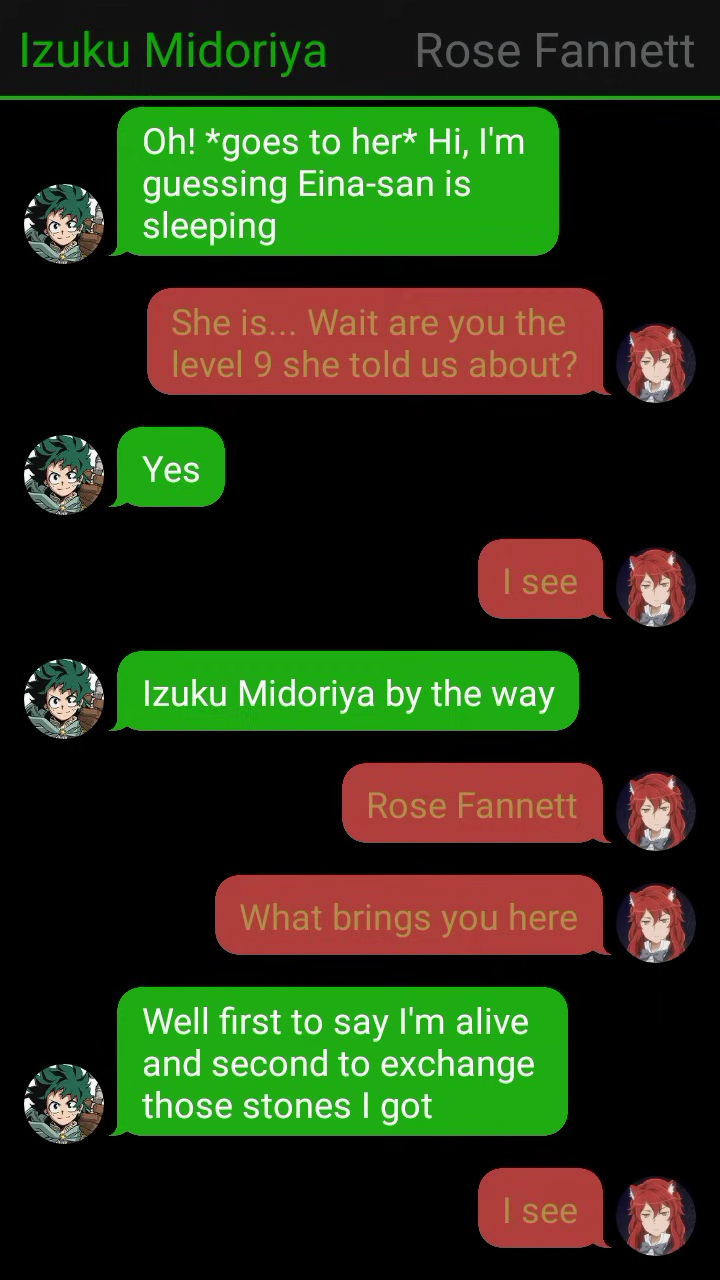 Izuku Midoriya
Rose Fannett
Oh! *goes to her* Hi, I'm
guessing Eina-san is
sleeping
She is... Wait are you the
level 9 she told us about?
Yes
I see
Izuku Midoriya by the way
Rose Fannett
What brings you here
Well first to say I'm alive
and second to exchange
those stones I got
I see